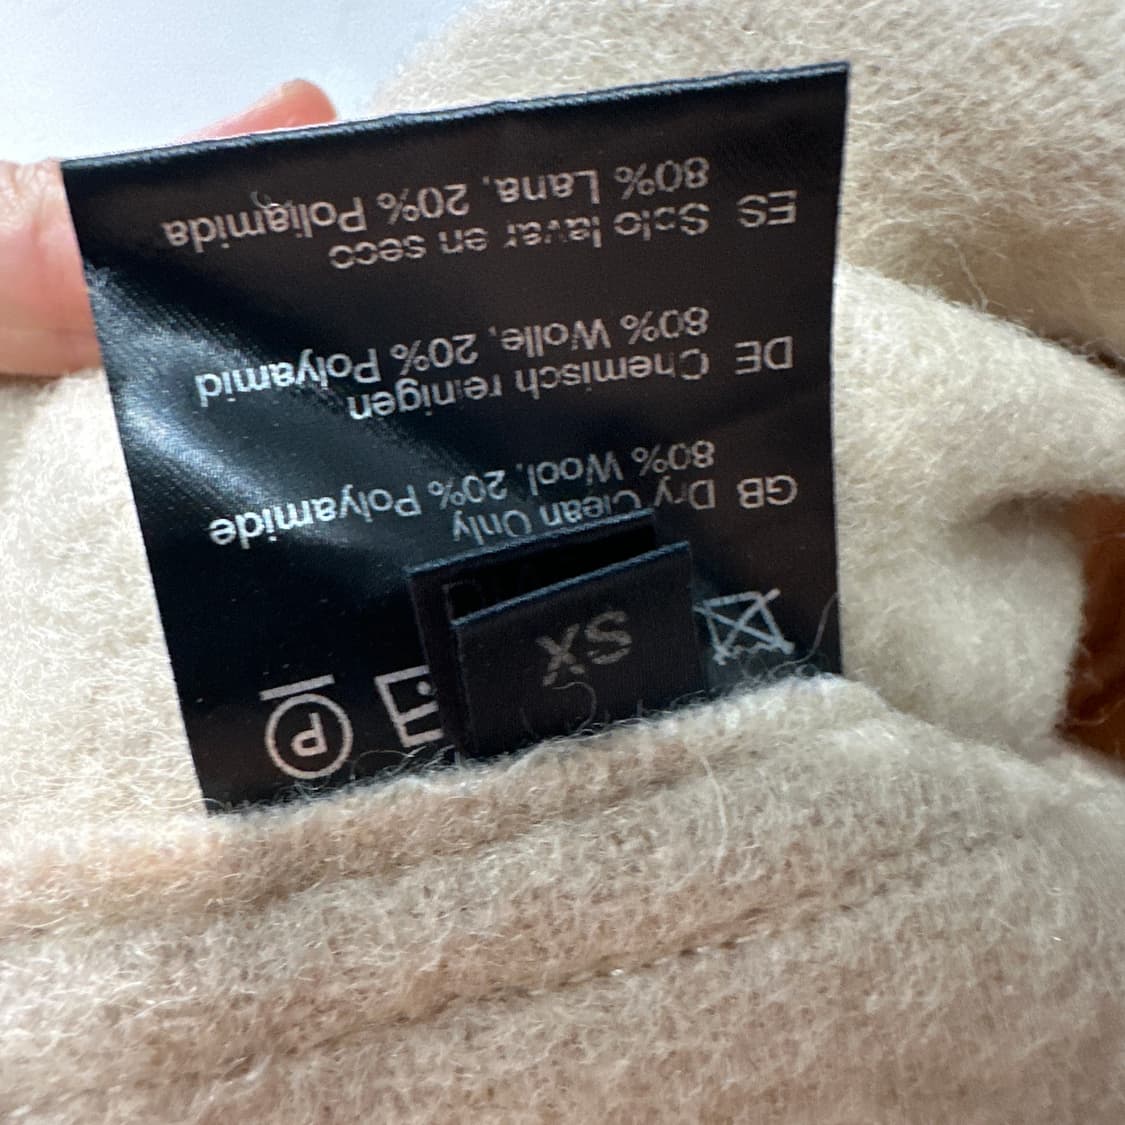 P
XS
GB Dry Clean Only
80% Wool, 20% Polyamide
DE Chemisch reinigen
80% Wolle, 20% Polyamid
ES Solo lavar en seco
80% Lana, 20% Poliamida